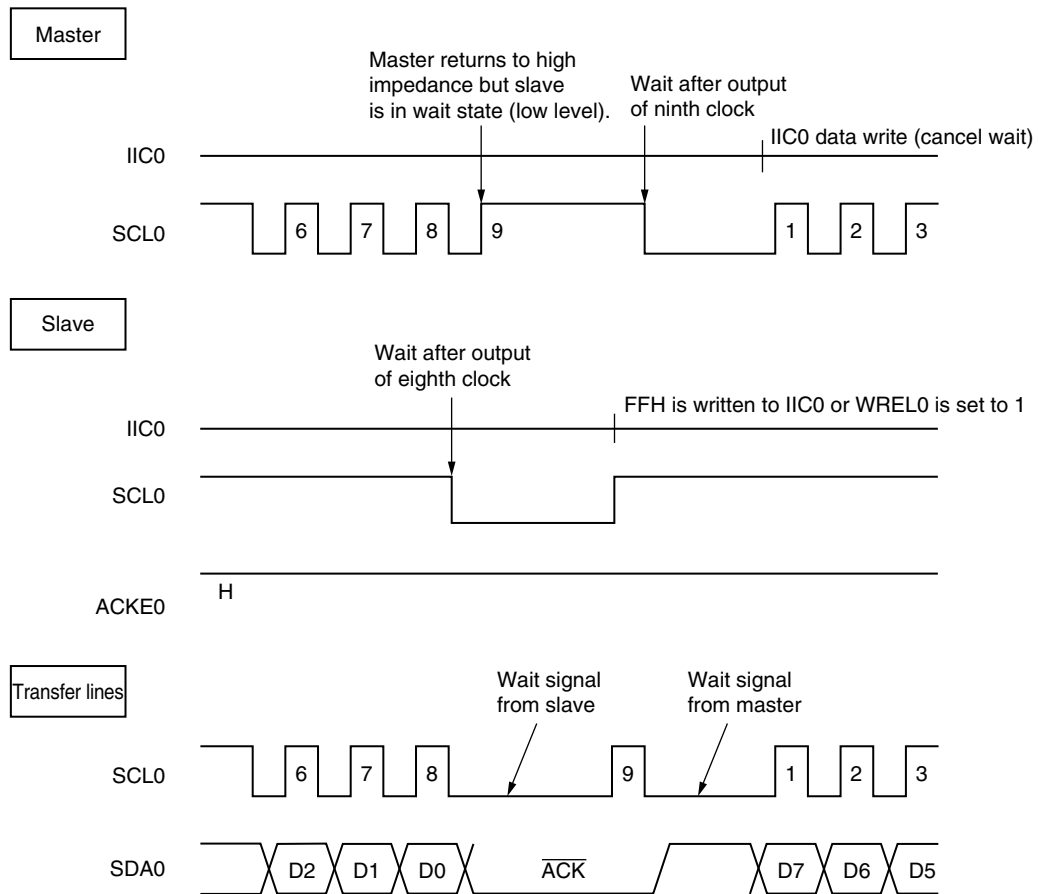 Master
Master returns to high
impedance but slave
is in wait state (low level).
Wait after output
of ninth clock
IIC0 data write (cancel wait)
IIC0
SCL0
6 7 8 9 1 2 3
Slave
Wait after output
of eighth clock
FFH is written to IIC0 or WREL0 is set to 1
IIC0
SCL0
H
ACKE0
Transfer lines
Wait signal
from slave
Wait signal
from master
SCL0
6 7 8 9 1 2 3
SDA0
D2 D1 D0 ACK D7 D6 D5